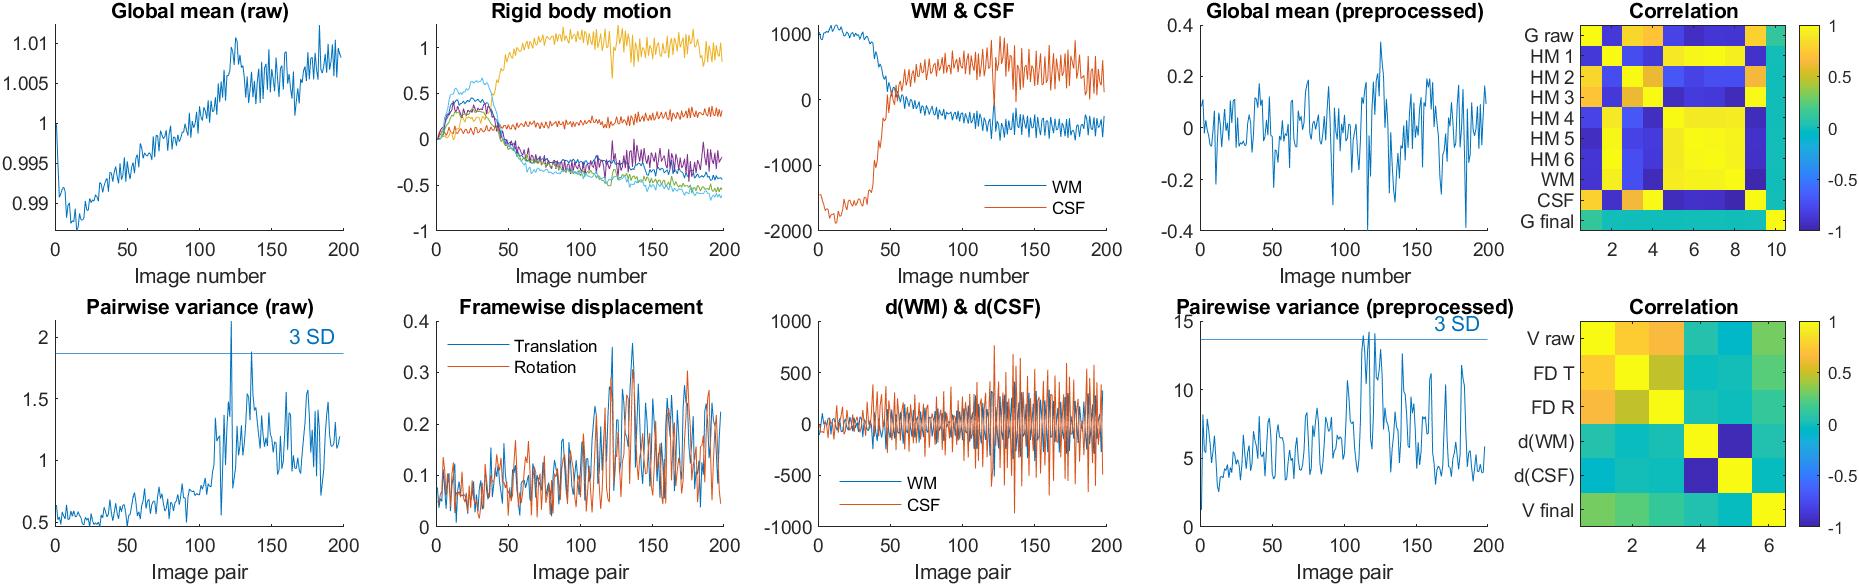 Global mean (raw)
1.01
1.005
1
0.995
0.99
0 50 100 150 200
Image number
Rigid body motion
1
0.5
0
-0.5
-1
0 50 100 150 200
Image number
WM & CSF
1000
0
-1000
-2000
WM
CSF
0 50 100 150 200
Image number
Global mean (preprocessed)
0.4
0.2
0
-0.2
-0.4
0 50 100 150 200
Image number
Correlation
G raw
HM 1
HM 2
HM 3
HM 4
HM 5
HM 6
WM
CSF
G final
2 4 6 8 10
1
0.5
0
-0.5
-1
Pairwise variance (raw)
3 SD
2
1.5
1
0.5
0 50 100 150 200
Image pair
Framewise displacement
0.4
0.3
0.2
0.1
0
Translation
Rotation
0 50 100 150 200
Image pair
d(WM) & d(CSF)
1000
500
0
-500
-1000
WM
CSF
0 50 100 150 200
Pairewise variance (preprocessed)
3 SD
15
10
5
0
0 50 100 150 200
Image pair
Correlation
V raw
FD T
FD R
d(WM)
d(CSF)
V final
2 4 6
1
0.5
0
-0.5
-1